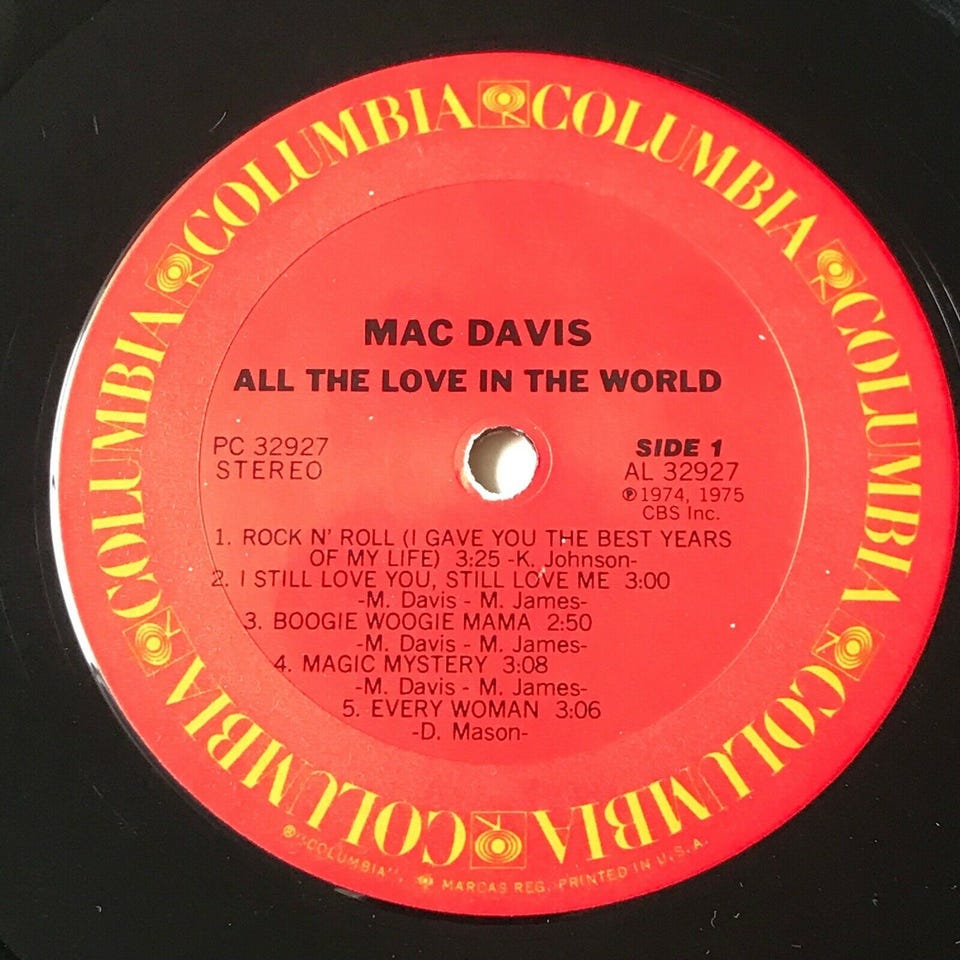 COLUMBIA COLUMBIA COLUMBIA COLUMBIA COLUMBIA COLUMBIA
MAC DAVIS
ALL THE LOVE IN THE WORLD
PC 32927
STEREO
SIDE 1
AL 32927
℗ 1974, 1975
CBS Inc.
1. ROCK N' ROLL (I GAVE YOU THE BEST YEARS
OF MY LIFE) 3:25 -K. Johnson-
2. I STILL LOVE YOU, STILL LOVE ME 3:00
-M. Davis - M. James-
3. BOOGIE WOOGIE MAMA 2:50
-M. Davis - M. James-
4. MAGIC MYSTERY 3:08
-M. Davis - M. James-
5. EVERY WOMAN 3:06
-D. Mason-
®"COLUMBIA", MARCAS REG. PRINTED IN U.S.A.